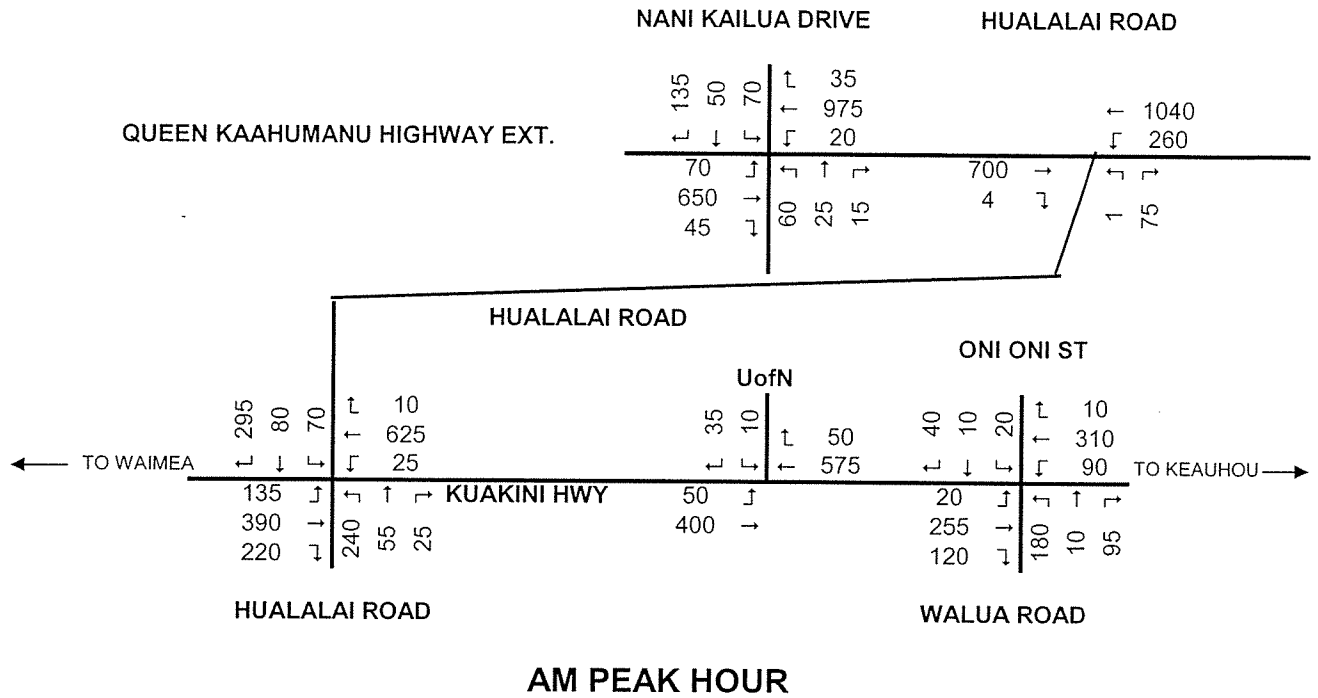 NANI KAILUA DRIVE
HUALALAI ROAD
135 50 70
↰ 35
← 975
↵ ↓ ↳
↲ 20
← 1040
↲ 260
QUEEN KAAHUMANU HIGHWAY EXT.
70
650 →
45
↑
60 25 15
700 →
4
1 75
HUALALAI ROAD
ONI ONI ST
UofN
295 80 70
10
← 625
25
35 10
50
← 575
40 10 20
10
← 310
90
← TO WAIMEA
TO KEAUHOU →
135
390 →
220
240 55 25
KUAKINI HWY
50
400 →
20
255 →
120
180 10 95
HUALALAI ROAD
WALUA ROAD
AM PEAK HOUR